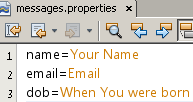 messages.properties
1 name=Your Name
2 email=Email
3 dob=When You were born